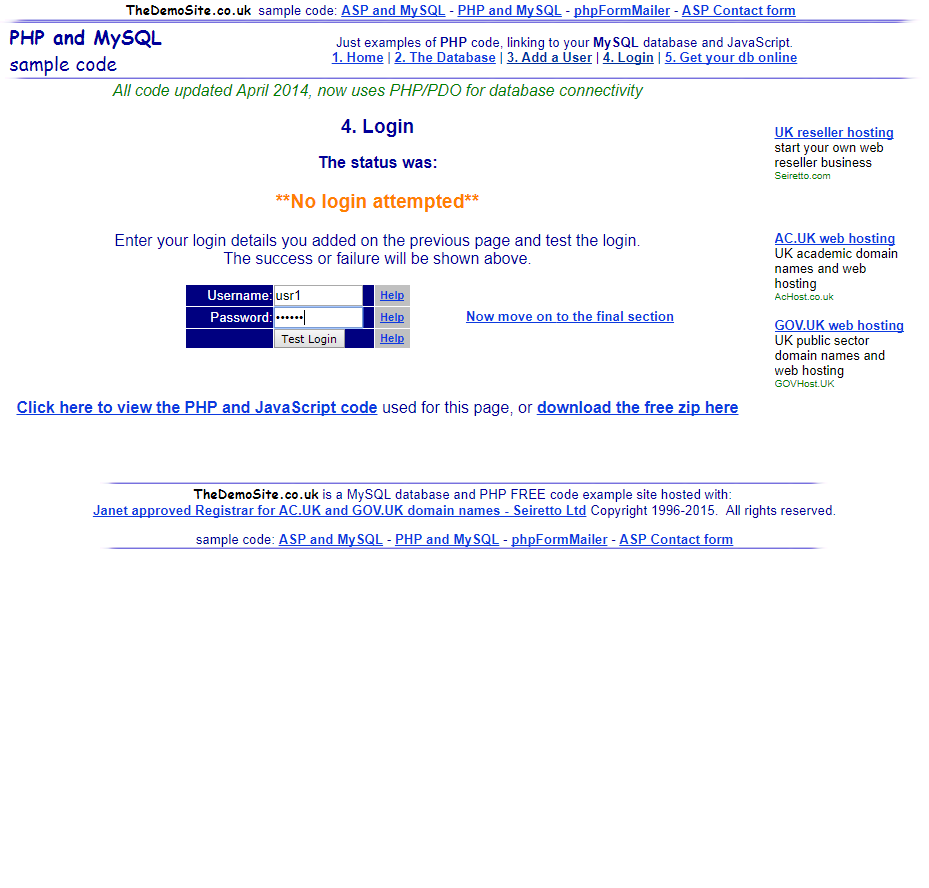 TheDemoSite.co.uk sample code: ASP and MySQL - PHP and MySQL - phpFormMailer - ASP Contact form
PHP and MySQL
sample code
Just examples of PHP code, linking to your MySQL database and JavaScript.
1. Home | 2. The Database | 3. Add a User | 4. Login | 5. Get your db online
All code updated April 2014, now uses PHP/PDO for database connectivity
4. Login
The status was:
**No login attempted**
Enter your login details you added on the previous page and test the login.
The success or failure will be shown above.
Username: usr1 Help
Password: •••••• Help
Test Login Help
Now move on to the final section
Click here to view the PHP and JavaScript code used for this page, or download the free zip here
UK reseller hosting
start your own web
reseller business
Seiretto.com
AC.UK web hosting
UK academic domain
names and web
hosting
AcHost.co.uk
GOV.UK web hosting
UK public sector
domain names and
web hosting
GOVHost.UK
TheDemoSite.co.uk is a MySQL database and PHP FREE code example site hosted with:
Janet approved Registrar for AC.UK and GOV.UK domain names - Seiretto Ltd Copyright 1996-2015. All rights reserved.
sample code: ASP and MySQL - PHP and MySQL - phpFormMailer - ASP Contact form